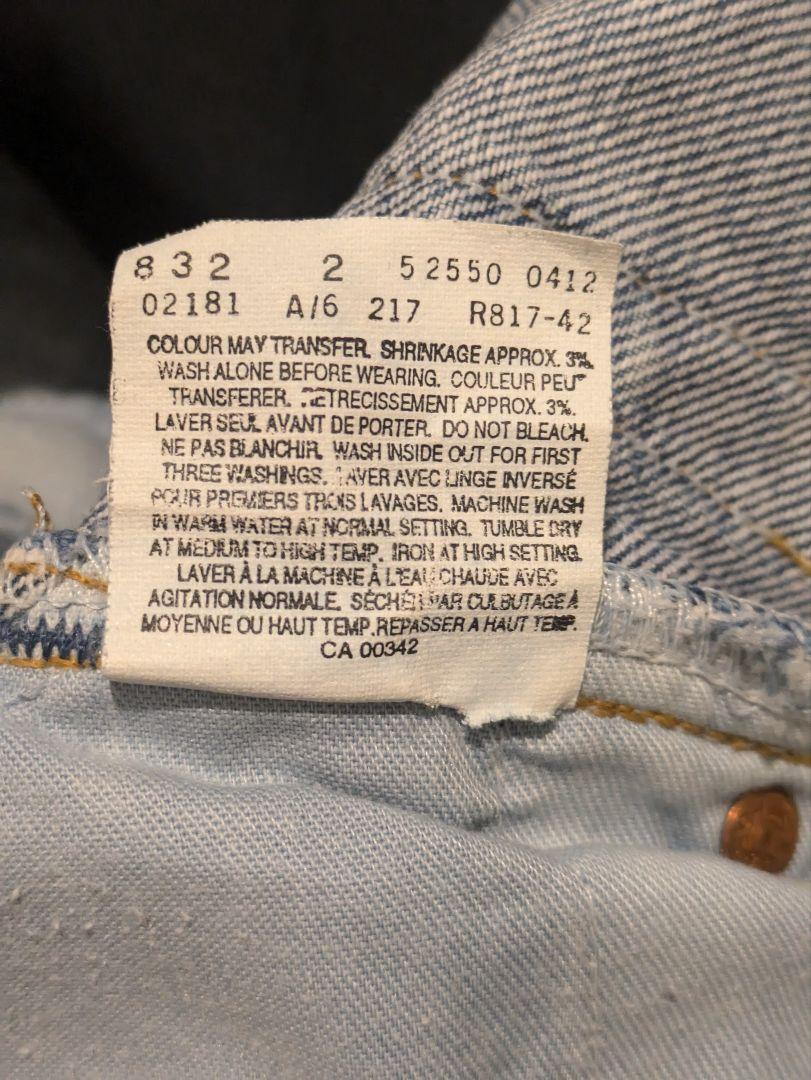 832 2 52550 0412
02181 A/6 217 R817-42
COLOUR MAY TRANSFER. SHRINKAGE APPROX. 3%.
WASH ALONE BEFORE WEARING. COULEUR PEUT
TRANSFERER. RETRECISSEMENT APPROX. 3%.
LAVER SEUL AVANT DE PORTER. DO NOT BLEACH.
NE PAS BLANCHIR. WASH INSIDE OUT FOR FIRST
THREE WASHINGS. LAVER AVEC LINGE INVERSÉ
POUR PREMIERS TROIS LAVAGES. MACHINE WASH
IN WARM WATER AT NORMAL SETTING. TUMBLE DRY
AT MEDIUM TO HIGH TEMP. IRON AT HIGH SETTING.
LAVER À LA MACHINE À L'EAU CHAUDE AVEC
AGITATION NORMALE. SÉCHER PAR CULBUTAGE À
MOYENNE OU HAUT TEMP. REPASSER A HAUT TEMP.
CA 00342